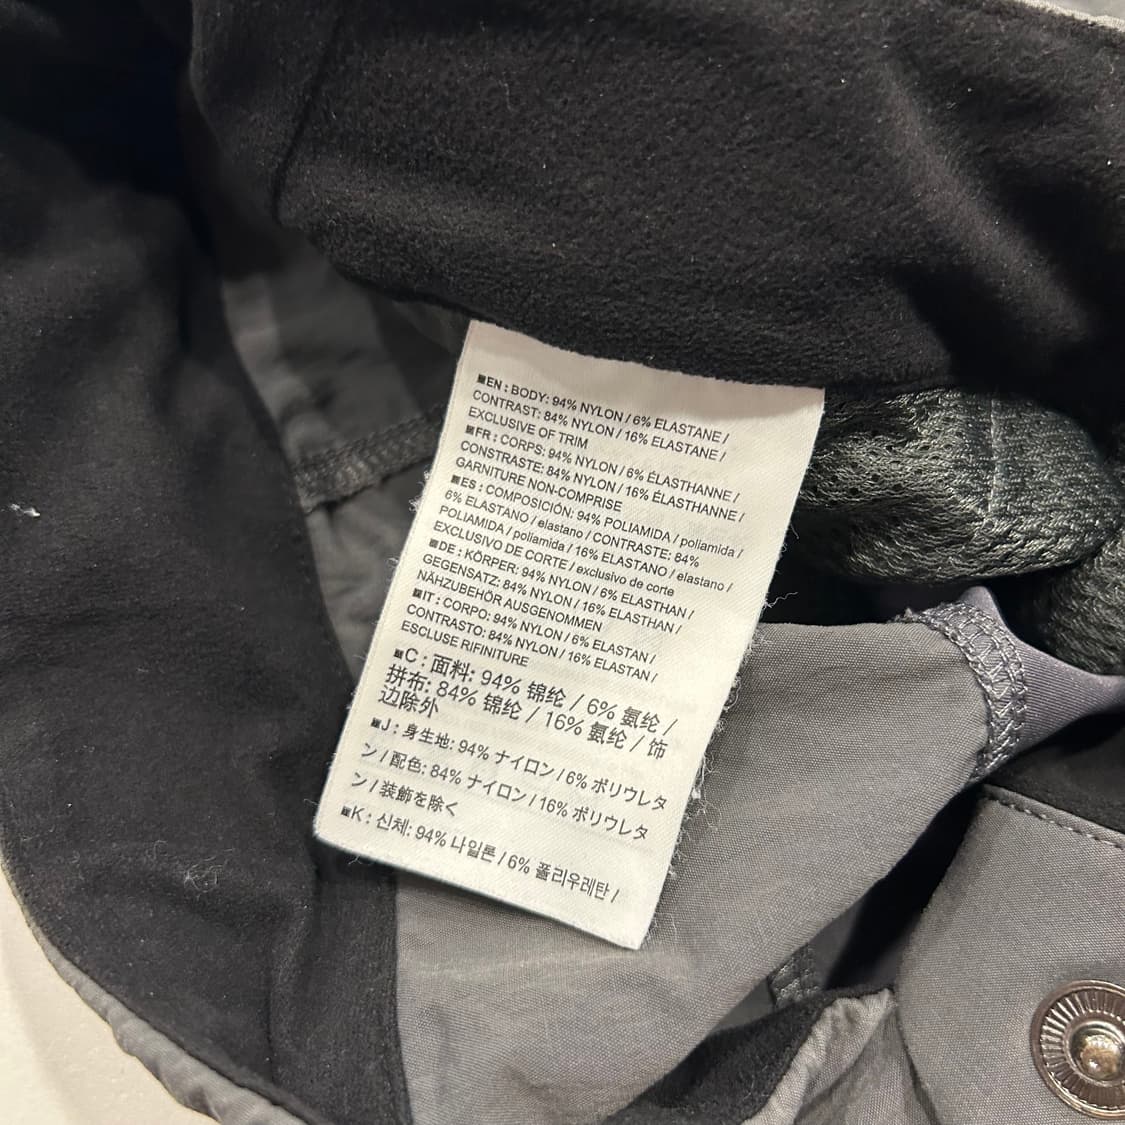 ■EN : BODY: 94% NYLON / 6% ELASTANE /
CONTRAST: 84% NYLON / 16% ELASTANE /
EXCLUSIVE OF TRIM
■FR : CORPS: 94% NYLON / 6% ÉLASTHANNE /
CONSTRASTE: 84% NYLON / 16% ÉLASTHANNE /
GARNITURE NON-COMPRISE
■ES : COMPOSICIÓN: 94% POLIAMIDA / poliamida /
6% ELASTANO / elastano / CONTRASTE: 84%
POLIAMIDA / poliamida / 16% ELASTANO / elastano /
EXCLUSIVO DE CORTE / exclusivo de corte
■DE : KÖRPER: 94% NYLON / 6% ELASTHAN /
GEGENSATZ: 84% NYLON / 16% ELASTHAN /
NÄHZUBEHÖR AUSGENOMMEN
■IT : CORPO: 94% NYLON / 6% ELASTAN /
CONTRASTO: 84% NYLON / 16% ELASTAN /
ESCLUSE RIFINITURE
■C : 面料: 94% 锦纶 / 6% 氨纶 /
拼布: 84% 锦纶 / 16% 氨纶 / 饰
边除外
■J : 身生地: 94% ナイロン / 6% ポリウレタ
ン / 配色: 84% ナイロン / 16% ポリウレタ
ン / 装飾を除く
■K : 신체: 94% 나일론 / 6% 폴리우레탄 /